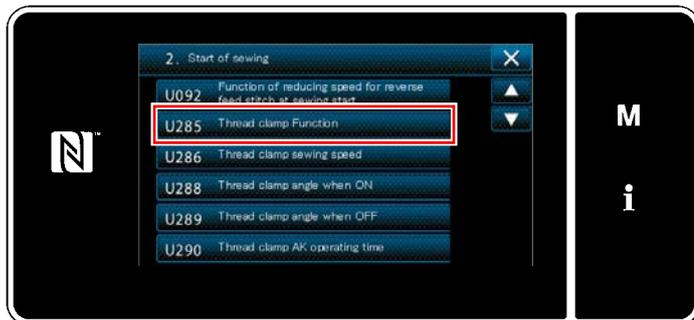 2. Start of sewing
U092 Function of reducing speed for reverse
feed stitch at sewing start
U285 Thread clamp Function
M
U286 Thread clamp sewing speed
U288 Thread clamp angle when ON
i
U289 Thread clamp angle when OFF
U290 Thread clamp AK operating time